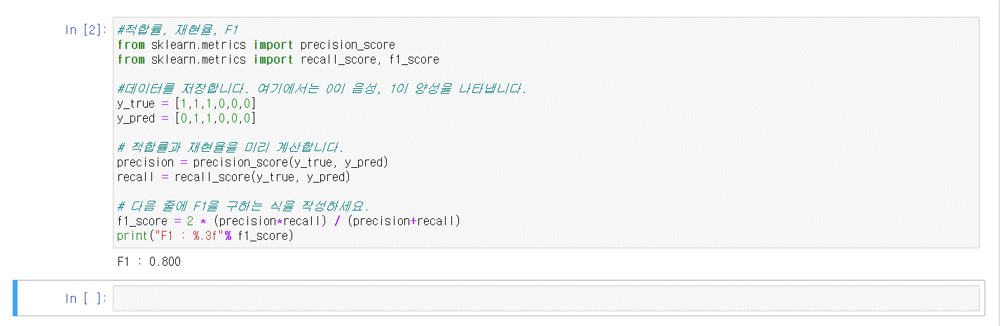 In [2]: #적합률, 재현율, F1
from sklearn.metrics import precision_score
from sklearn.metrics import recall_score, f1_score
#데이터를 저장합니다. 여기에서는 0이 음성, 1이 양성을 나타냅니다.
y_true = [1,1,1,0,0,0]
y_pred = [0,1,1,0,0,0]
# 적합률과 재현율을 미리 계산합니다.
precision = precision_score(y_true, y_pred)
recall = recall_score(y_true, y_pred)
# 다음 줄에 F1을 구하는 식을 작성하세요.
f1_score = 2 * (precision*recall) / (precision+recall)
print("F1 : %.3f"% f1_score)
F1 : 0.800
In [ ]: